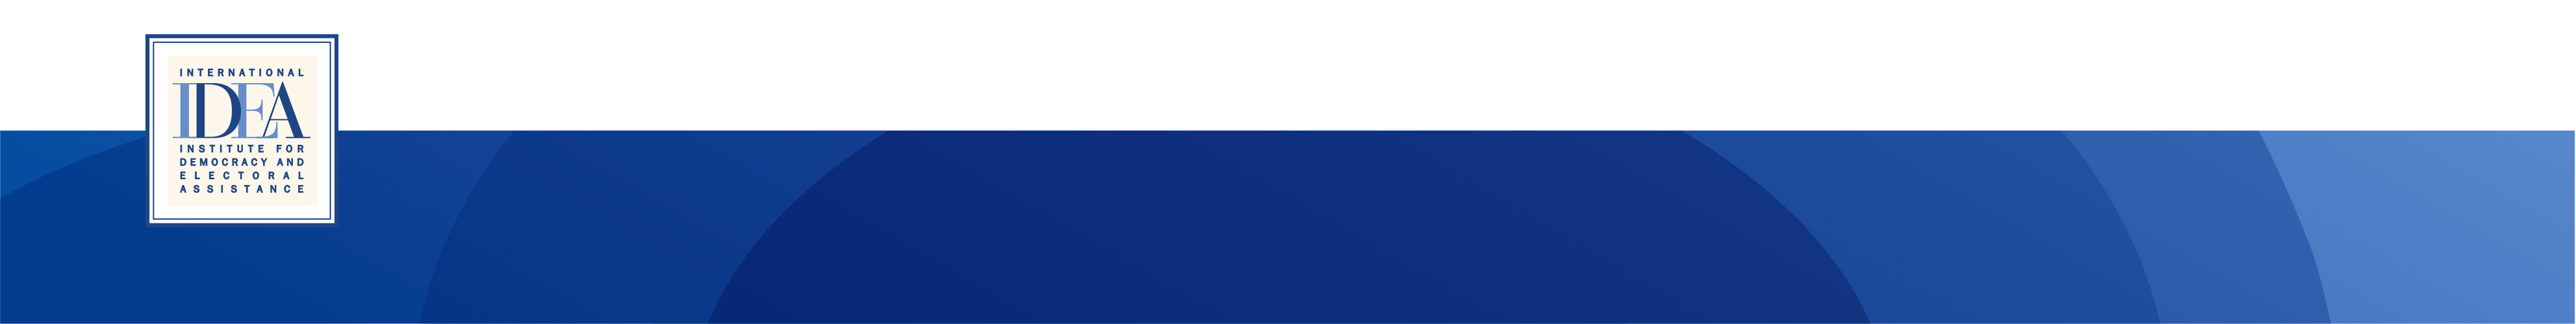 INTERNATIONAL
IDEA
INSTITUTE FOR
DEMOCRACY AND
ELECTORAL
ASSISTANCE